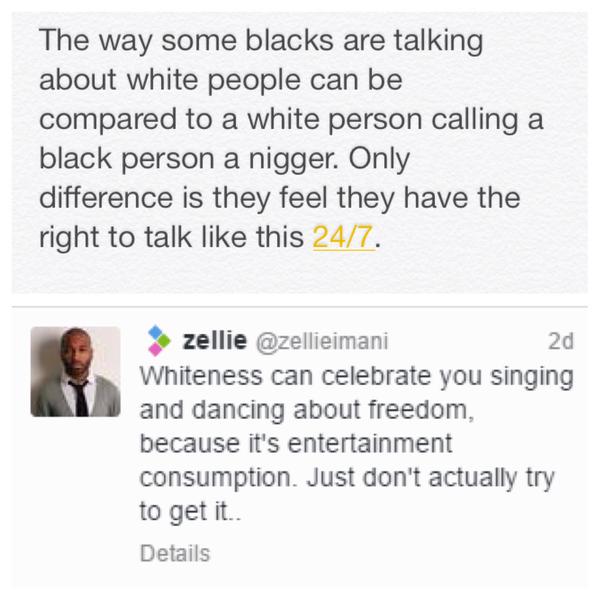 The way some blacks are talking
about white people can be
compared to a white person calling a
black person a nigger. Only
difference is they feel they have the
right to talk like this 24/7.
zellie @zellieimani 2d
Whiteness can celebrate you singing
and dancing about freedom,
because it's entertainment
consumption. Just don't actually try
to get it..
Details